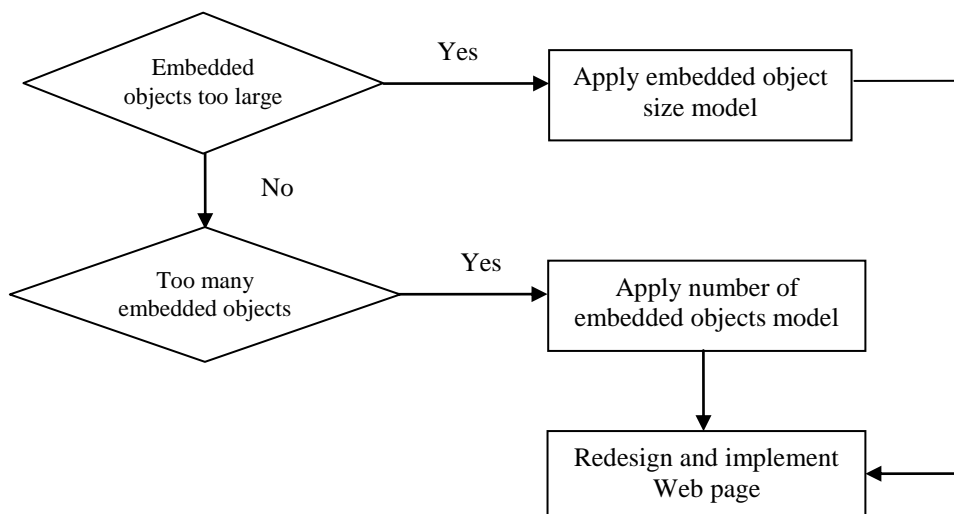 Embedded
objects too large
Yes
Apply embedded object
size model
No
Too many
embedded objects
Yes
Apply number of
embedded objects model
Redesign and implement
Web page